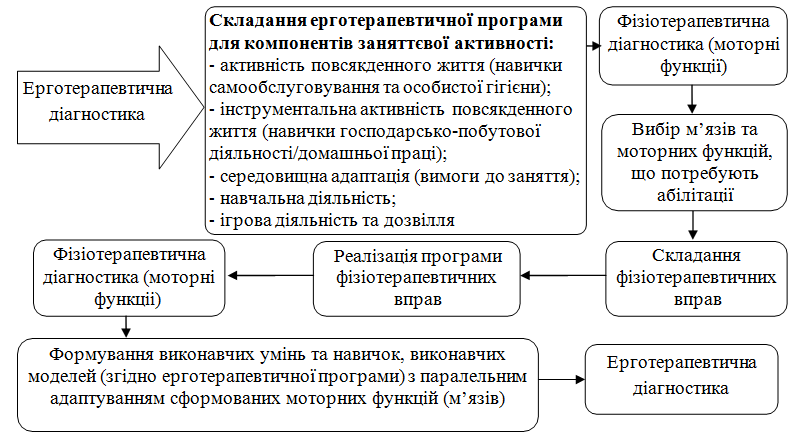 Ерготерапевтична
діагностика
Складання ерготерапевтичної програми
для компонентів заняттєвої активності:
- активність повсякденного життя (навички
самообслуговування та особистої гігієни);
- інструментальна активність повсякденного
життя (навички господарсько-побутової
діяльності/домашньої праці);
- середовищна адаптація (вимоги до заняття);
- навчальна діяльність;
- ігрова діяльність та дозвілля
Фізіотерапевтична
діагностика (моторні
функції)
Вибір м’язів та
моторних функцій,
що потребують
абілітації
Складання
фізіотерапевтичних
вправ
Реалізація програми
фізіотерапевтичних
вправ
Фізіотерапевтична
діагностика (моторні
функціі)
Формування виконавчих умінь та навичок, виконавчих
моделей (згідно ерготерапевтичної програми) з паралельним
адаптуванням сформованих моторних функцій (м’язів)
Ерготерапевтична
діагностика